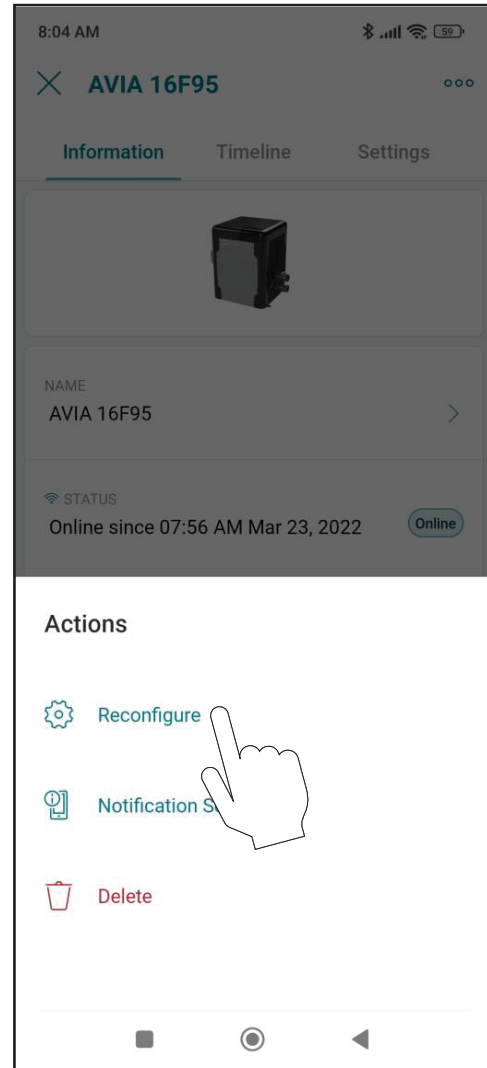 8:04 AM 59
AVIA 16F95
Information Timeline Settings
NAME
AVIA 16F95
STATUS
Online since 07:56 AM Mar 23, 2022 Online
Actions
Reconfigure
Notification
Delete